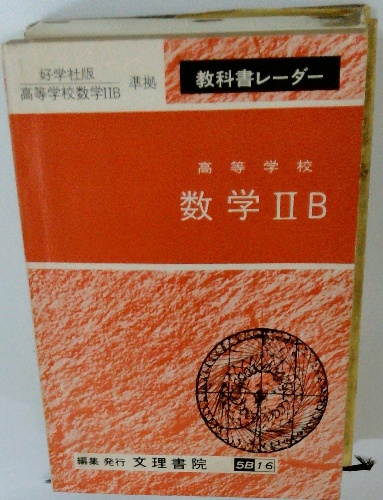 好学社版
高等学校数学IIB
準拠
教科書レーダー
高等学校
数学ⅡB
編集 発行 文理書院 5B16